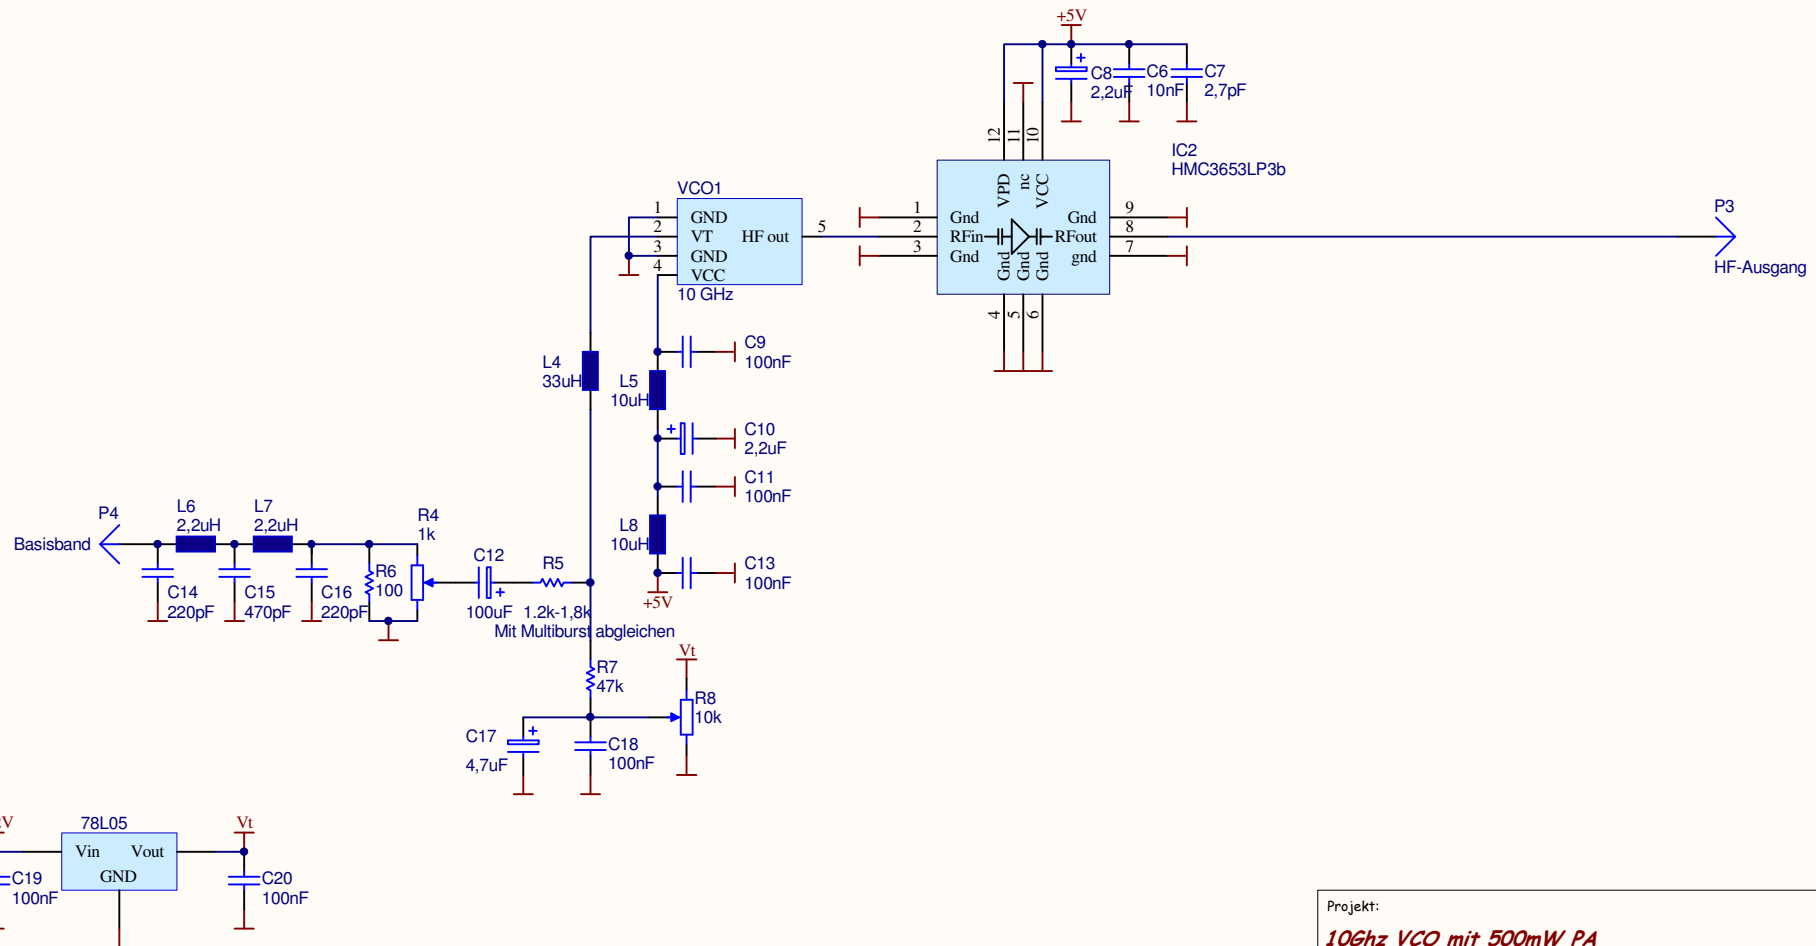 +5V
C8
2,2uF
C6
10nF
C7
2,7pF
12
11
10
IC2
HMC3653LP3b
VPD
nc
VCC
1
Gnd
2
RFin
3
Gnd
Gnd
9
RFout
8
gnd
7
Gnd
Gnd
Gnd
4
5
6
P3
HF-Ausgang
VCO1
1
GND
2
VT
HF out
5
3
GND
4
VCC
10 GHz
L4
33uH
C9
100nF
L5
10uH
C10
2,2uF
C11
100nF
L8
10uH
C13
100nF
+5V
P4
Basisband
L6
2,2uH
L7
2,2uH
R4
1k
C14
220pF
C15
470pF
C16
220pF
R6
100
C12
100uF
R5
1.2k-1,8k
Mit Multiburst abgleichen
R7
47k
Vt
R8
10k
C17
4,7uF
C18
100nF
V
78L05
Vt
Vin
Vout
GND
C19
100nF
C20
100nF
Projekt:
10Ghz VCO mit 500mW PA